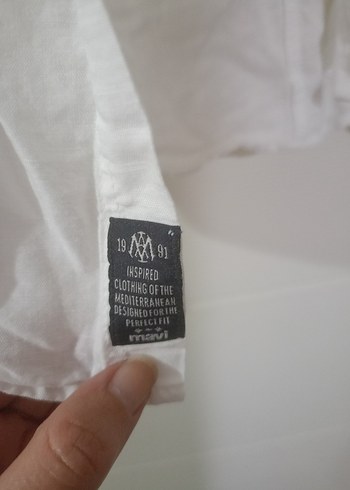 19 91
INSPIRED
CLOTHING OF THE
MEDITERRANEAN
DESIGNED FOR THE
PERFECT FIT
mavi